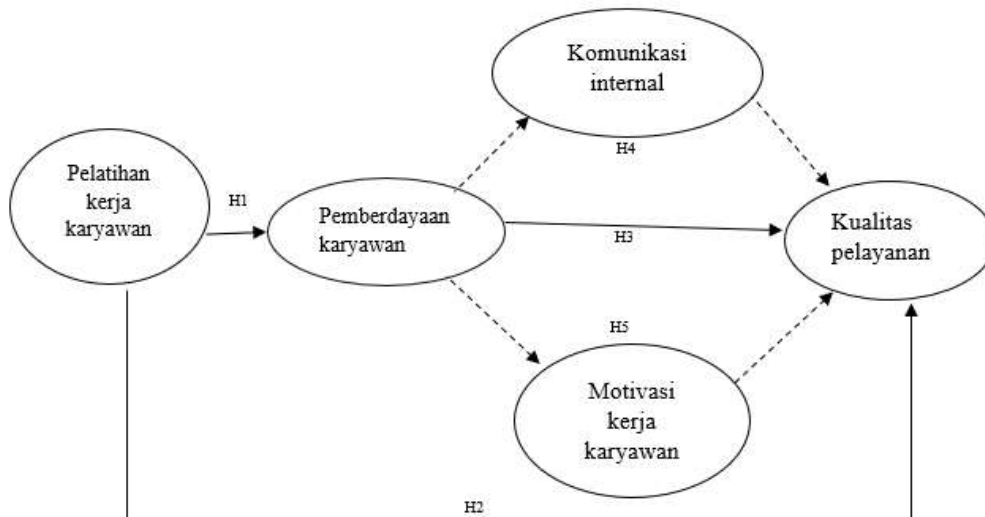 Komunikasi
internal
H4
Pelatihan
kerja
karyawan
H1
Pemberdayaan
karyawan
H3
Kualitas
pelayanan
H5
Motivasi
kerja
karyawan
H2